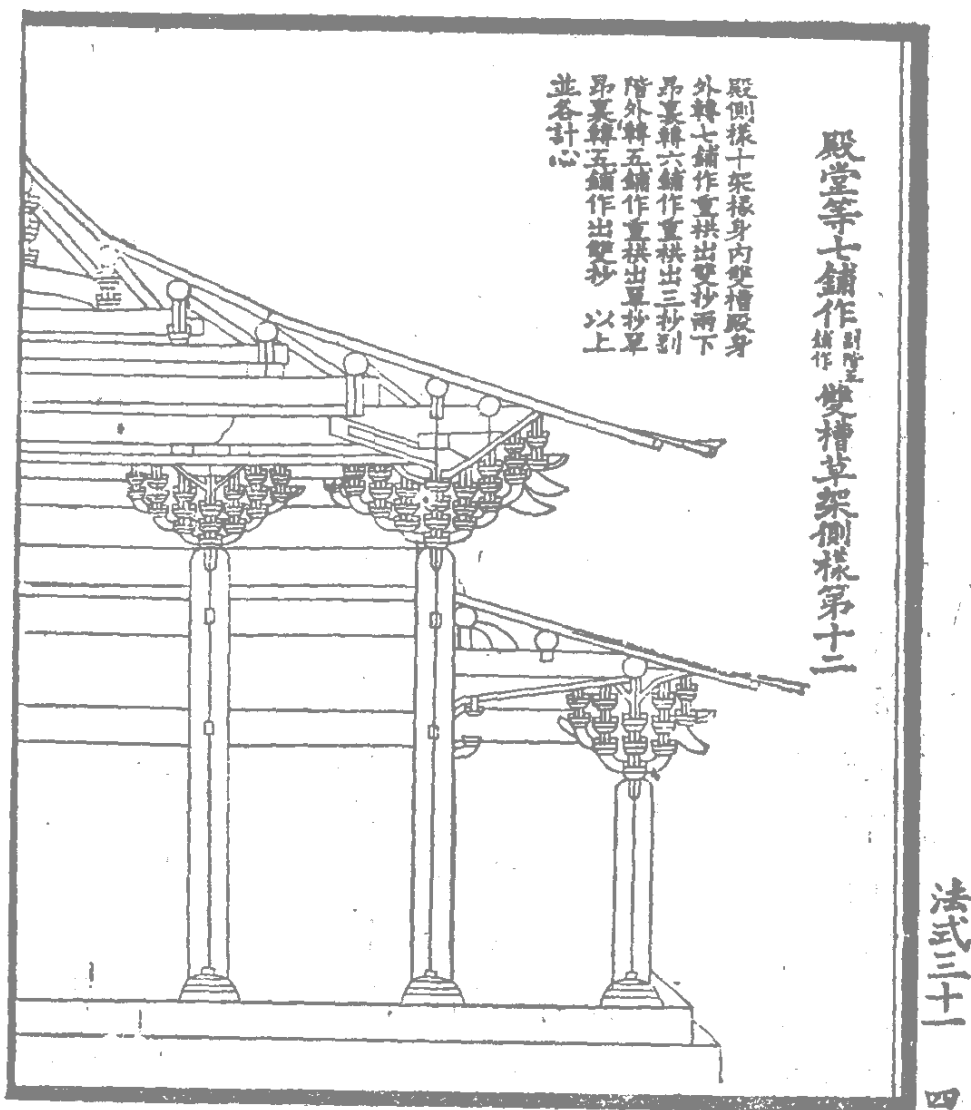 殿堂等七鋪作副階五鋪作雙槽草架側樣第十二
殿側樣十架椽身內雙槽殿身
外轉七鋪作重栱出雙抄兩下
昂裏轉六鋪作重栱出三抄副
階外轉五鋪作重栱出單抄單
昂裏轉五鋪作出雙抄 以上
並各計心
法式三十一 四